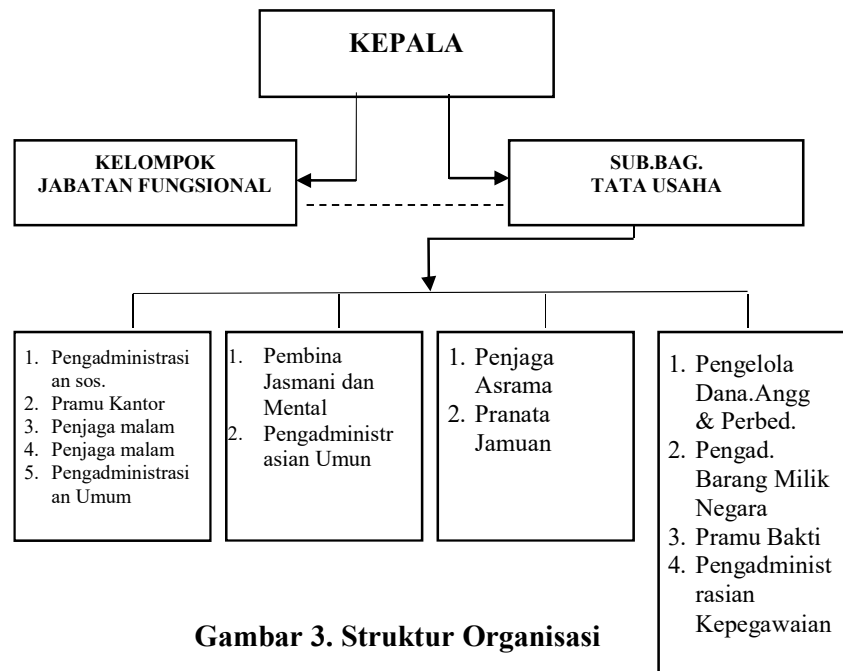 KEPALA
KELOMPOK
JABATAN FUNGSIONAL
SUB.BAG.
TATA USAHA
1. Pengadministrasi
an sos.
2. Pramu Kantor
3. Penjaga malam
4. Penjaga malam
5. Pengadministrasi
an Umum
1. Pembina
Jasmani dan
Mental
2. Pengadministr
asian Umun
1. Penjaga
Asrama
2. Pranata
Jamuan
1. Pengelola
Dana.Angg
& Perbed.
2. Pengad.
Barang Milik
Negara
3. Pramu Bakti
4. Pengadminist
rasian
Kepegawaian
Gambar 3. Struktur Organisasi